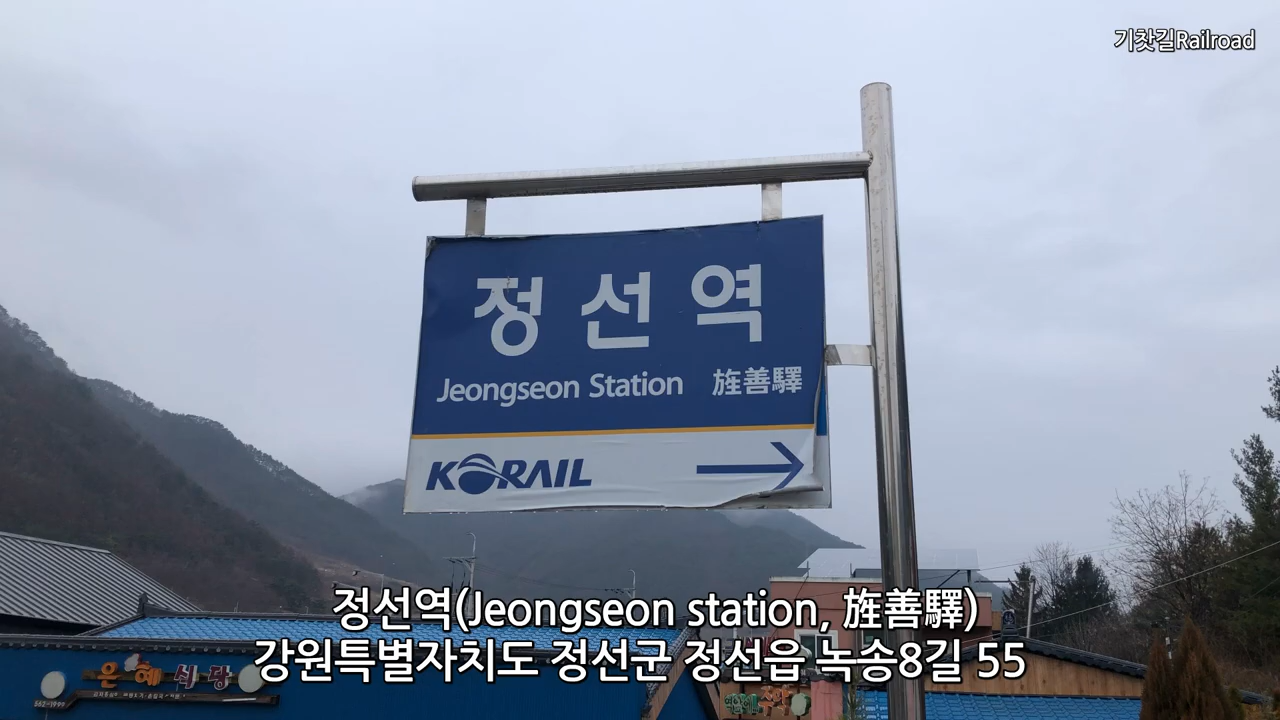 기찻길Railroad
정선역
Jeongseon Station 旌善驛
KORAIL
정선역(Jeongseon station, 旌善驛)
강원특별자치도 정선군 정선읍 녹송8길 55
은혜식당
562-1999